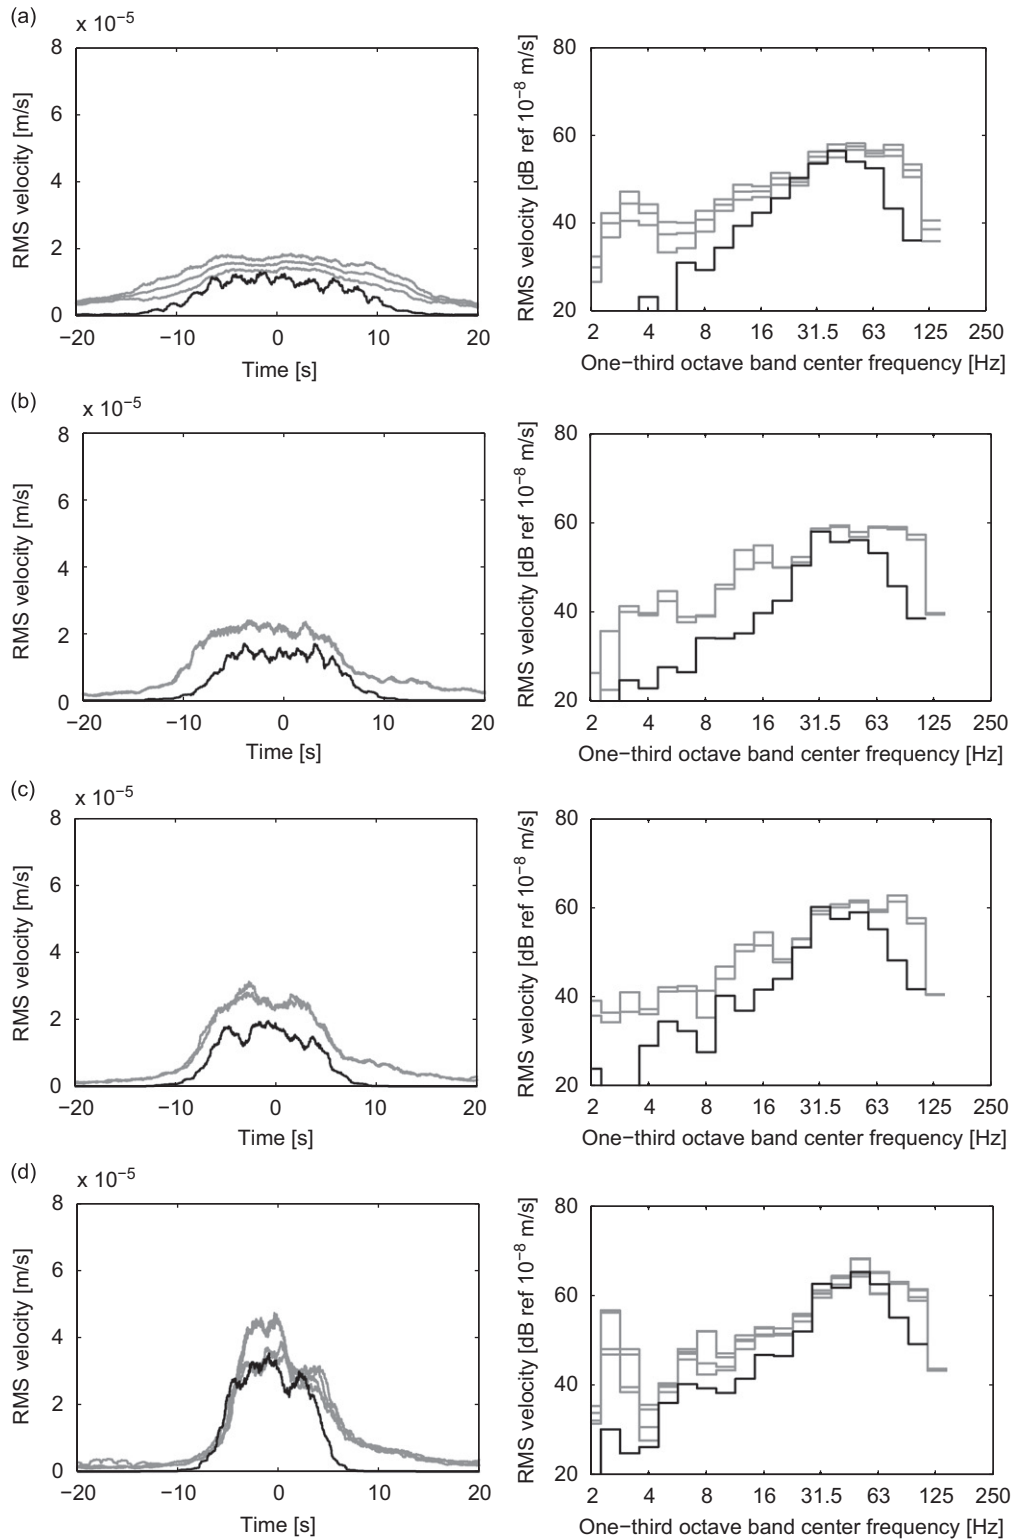 (a)
x 10⁻⁵
RMS velocity [m/s]
8
6
4
2
0
−20 −10 0 10 20
Time [s]
RMS velocity [dB ref 10⁻⁸ m/s]
80
60
40
20
2 4 8 16 31.5 63 125 250
One−third octave band center frequency [Hz]
(b)
x 10⁻⁵
RMS velocity [m/s]
8
6
4
2
0
−20 −10 0 10 20
Time [s]
RMS velocity [dB ref 10⁻⁸ m/s]
80
60
40
20
2 4 8 16 31.5 63 125 250
One−third octave band center frequency [Hz]
(c)
x 10⁻⁵
RMS velocity [m/s]
8
6
4
2
0
−20 −10 0 10 20
Time [s]
RMS velocity [dB ref 10⁻⁸ m/s]
80
60
40
20
2 4 8 16 31.5 63 125 250
One−third octave band center frequency [Hz]
(d)
x 10⁻⁵
RMS velocity [m/s]
8
6
4
2
0
−20 −10 0 10 20
Time [s]
RMS velocity [dB ref 10⁻⁸ m/s]
80
60
40
20
2 4 8 16 31.5 63 125 250
One−third octave band center frequency [Hz]